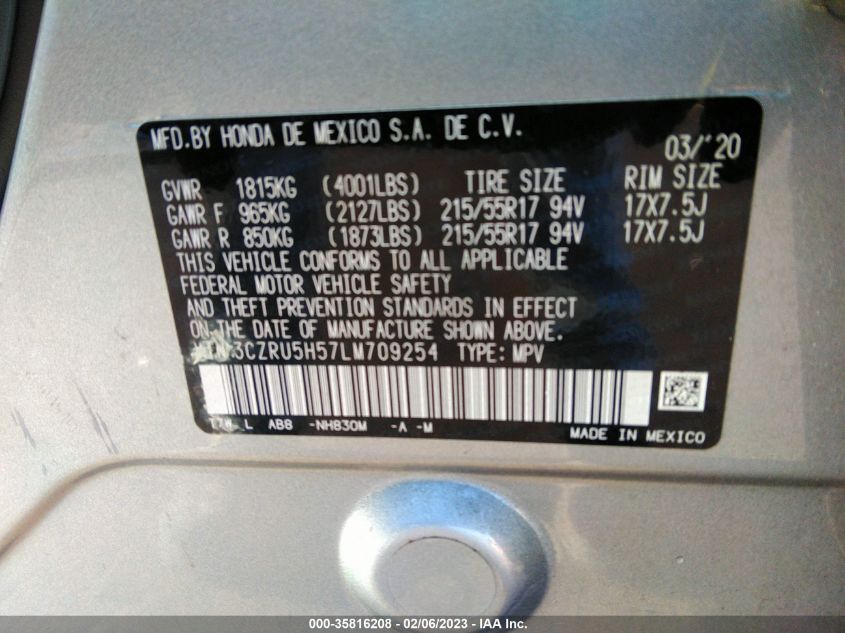 MFD.BY HONDA DE MEXICO S.A. DE C.V.
03/'20
GVWR 1815KG (4001LBS) TIRE SIZE RIM SIZE
GAWR F 965KG (2127LBS) 215/55R17 94V 17X7.5J
GAWR R 850KG (1873LBS) 215/55R17 94V 17X7.5J
THIS VEHICLE CONFORMS TO ALL APPLICABLE
FEDERAL MOTOR VEHICLE SAFETY
AND THEFT PREVENTION STANDARDS IN EFFECT
ON THE DATE OF MANUFACTURE SHOWN ABOVE.
3CZRU5H57LM709254 TYPE: MPV
L AB8 -NH830M -A -M
MADE IN MEXICO
000-35816208 - 02/06/2023 - IAA Inc.